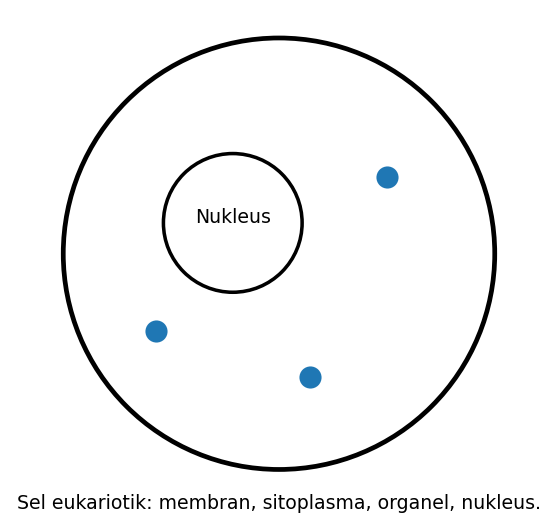 Nukleus
Sel eukariotik: membran, sitoplasma, organel, nukleus.